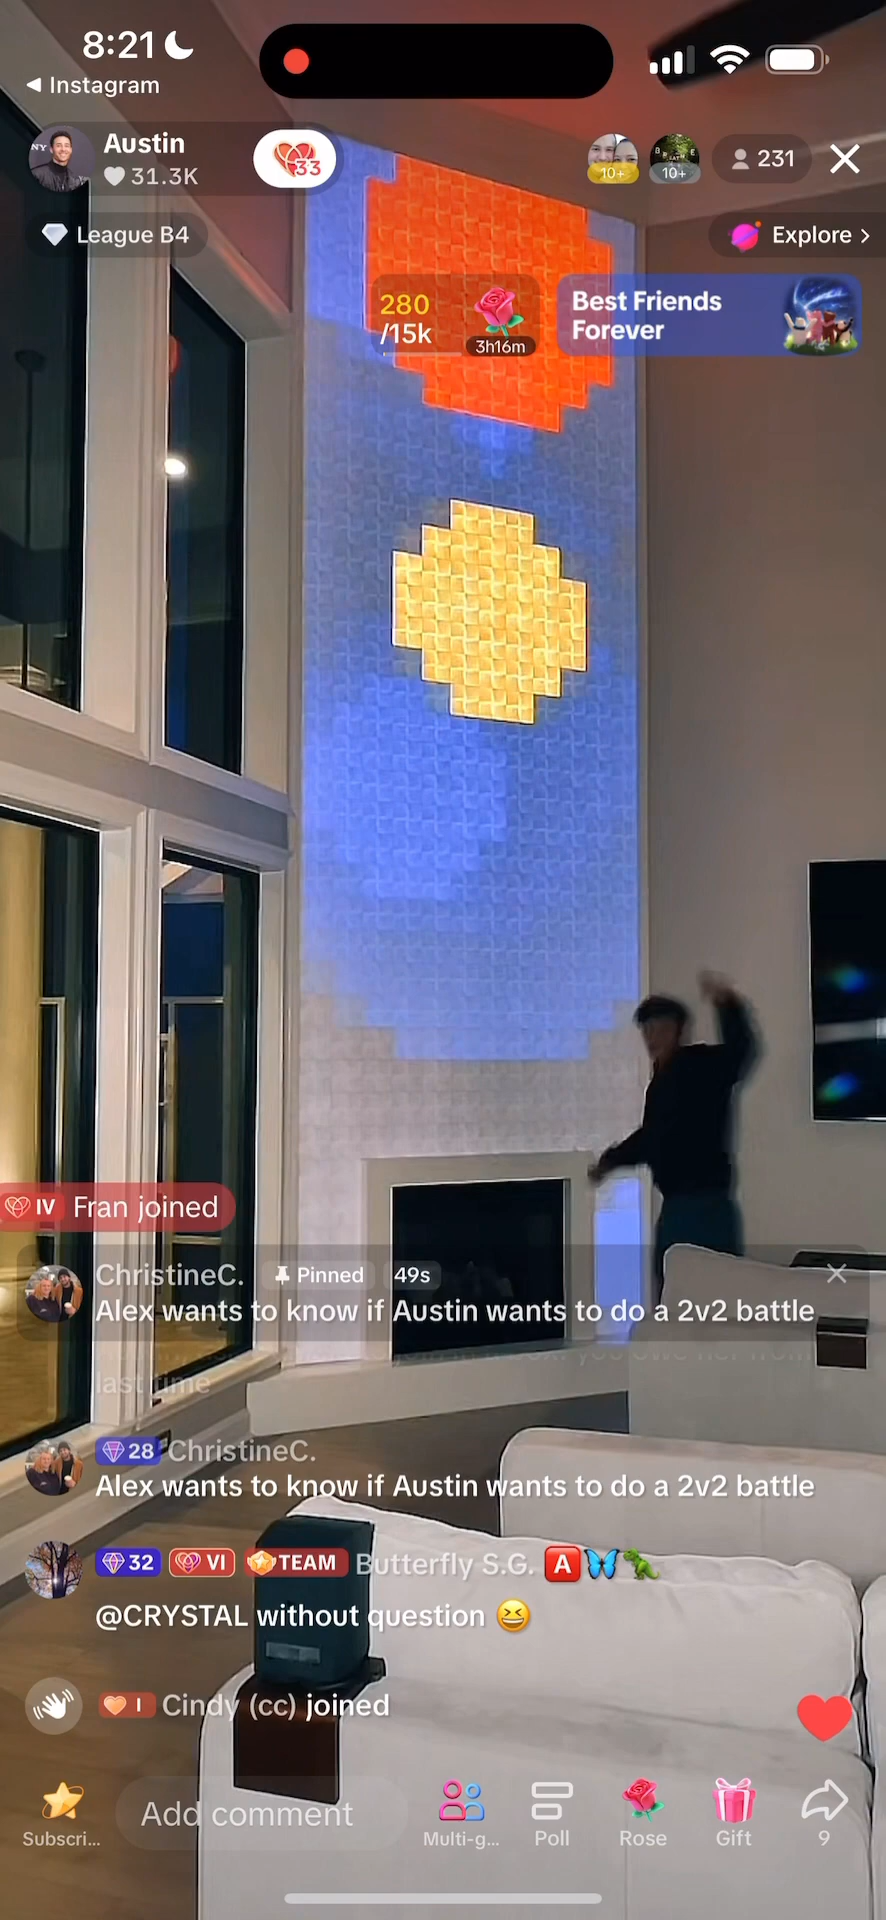 8:21
Instagram
Austin
31.3K
33
10+
10+
231
League B4
Explore
280
/15k
3h16m
Best Friends
Forever
IV Fran joined
ChristineC. Pinned 49s
Alex wants to know if Austin wants to do a 2v2 battle
last time
28 ChristineC.
Alex wants to know if Austin wants to do a 2v2 battle
32 VI TEAM Butterfly S.G. 🅰️🦋🦖
@CRYSTAL without question 😆
I Cindy (cc) joined
Subscri...
Add comment
Multi-g...
Poll
Rose
Gift
9